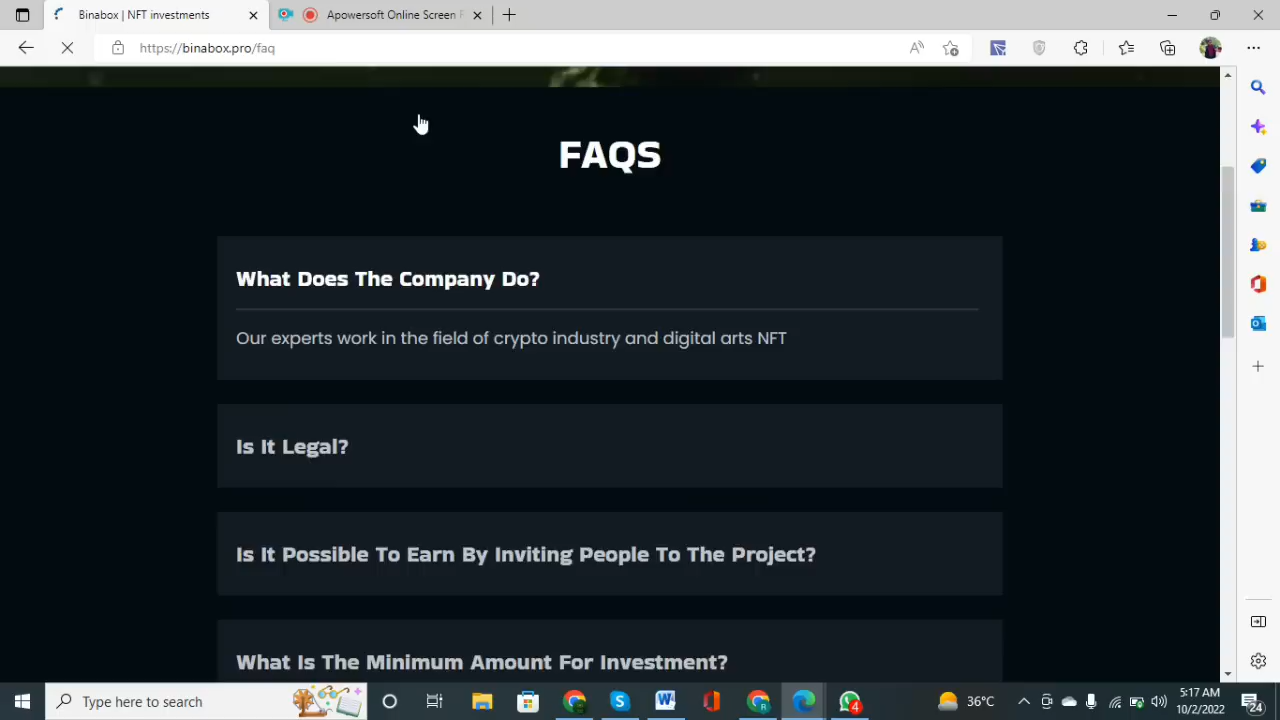 Binabox | NFT investments
Apowersoft Online Screen R
https://binabox.pro/faq
FAQS
What Does The Company Do?
Our experts work in the field of crypto industry and digital arts NFT
Is It Legal?
Is It Possible To Earn By Inviting People To The Project?
What Is The Minimum Amount For Investment?
Type here to search
4
36°C
5:17 AM
10/2/2022
24